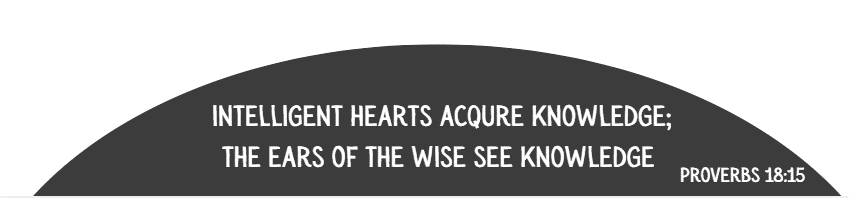 INTELLIGENT HEARTS ACQURE KNOWLEDGE;
THE EARS OF THE WISE SEE KNOWLEDGE
PROVERBS 18:15